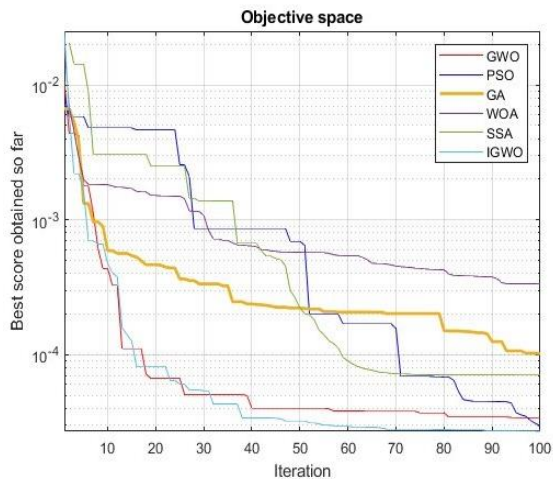 Objective space
GWO
PSO
GA
WOA
SSA
IGWO
10^-2
10^-3
10^-4
Best score obtained so far
10 20 30 40 50 60 70 80 90 100
Iteration